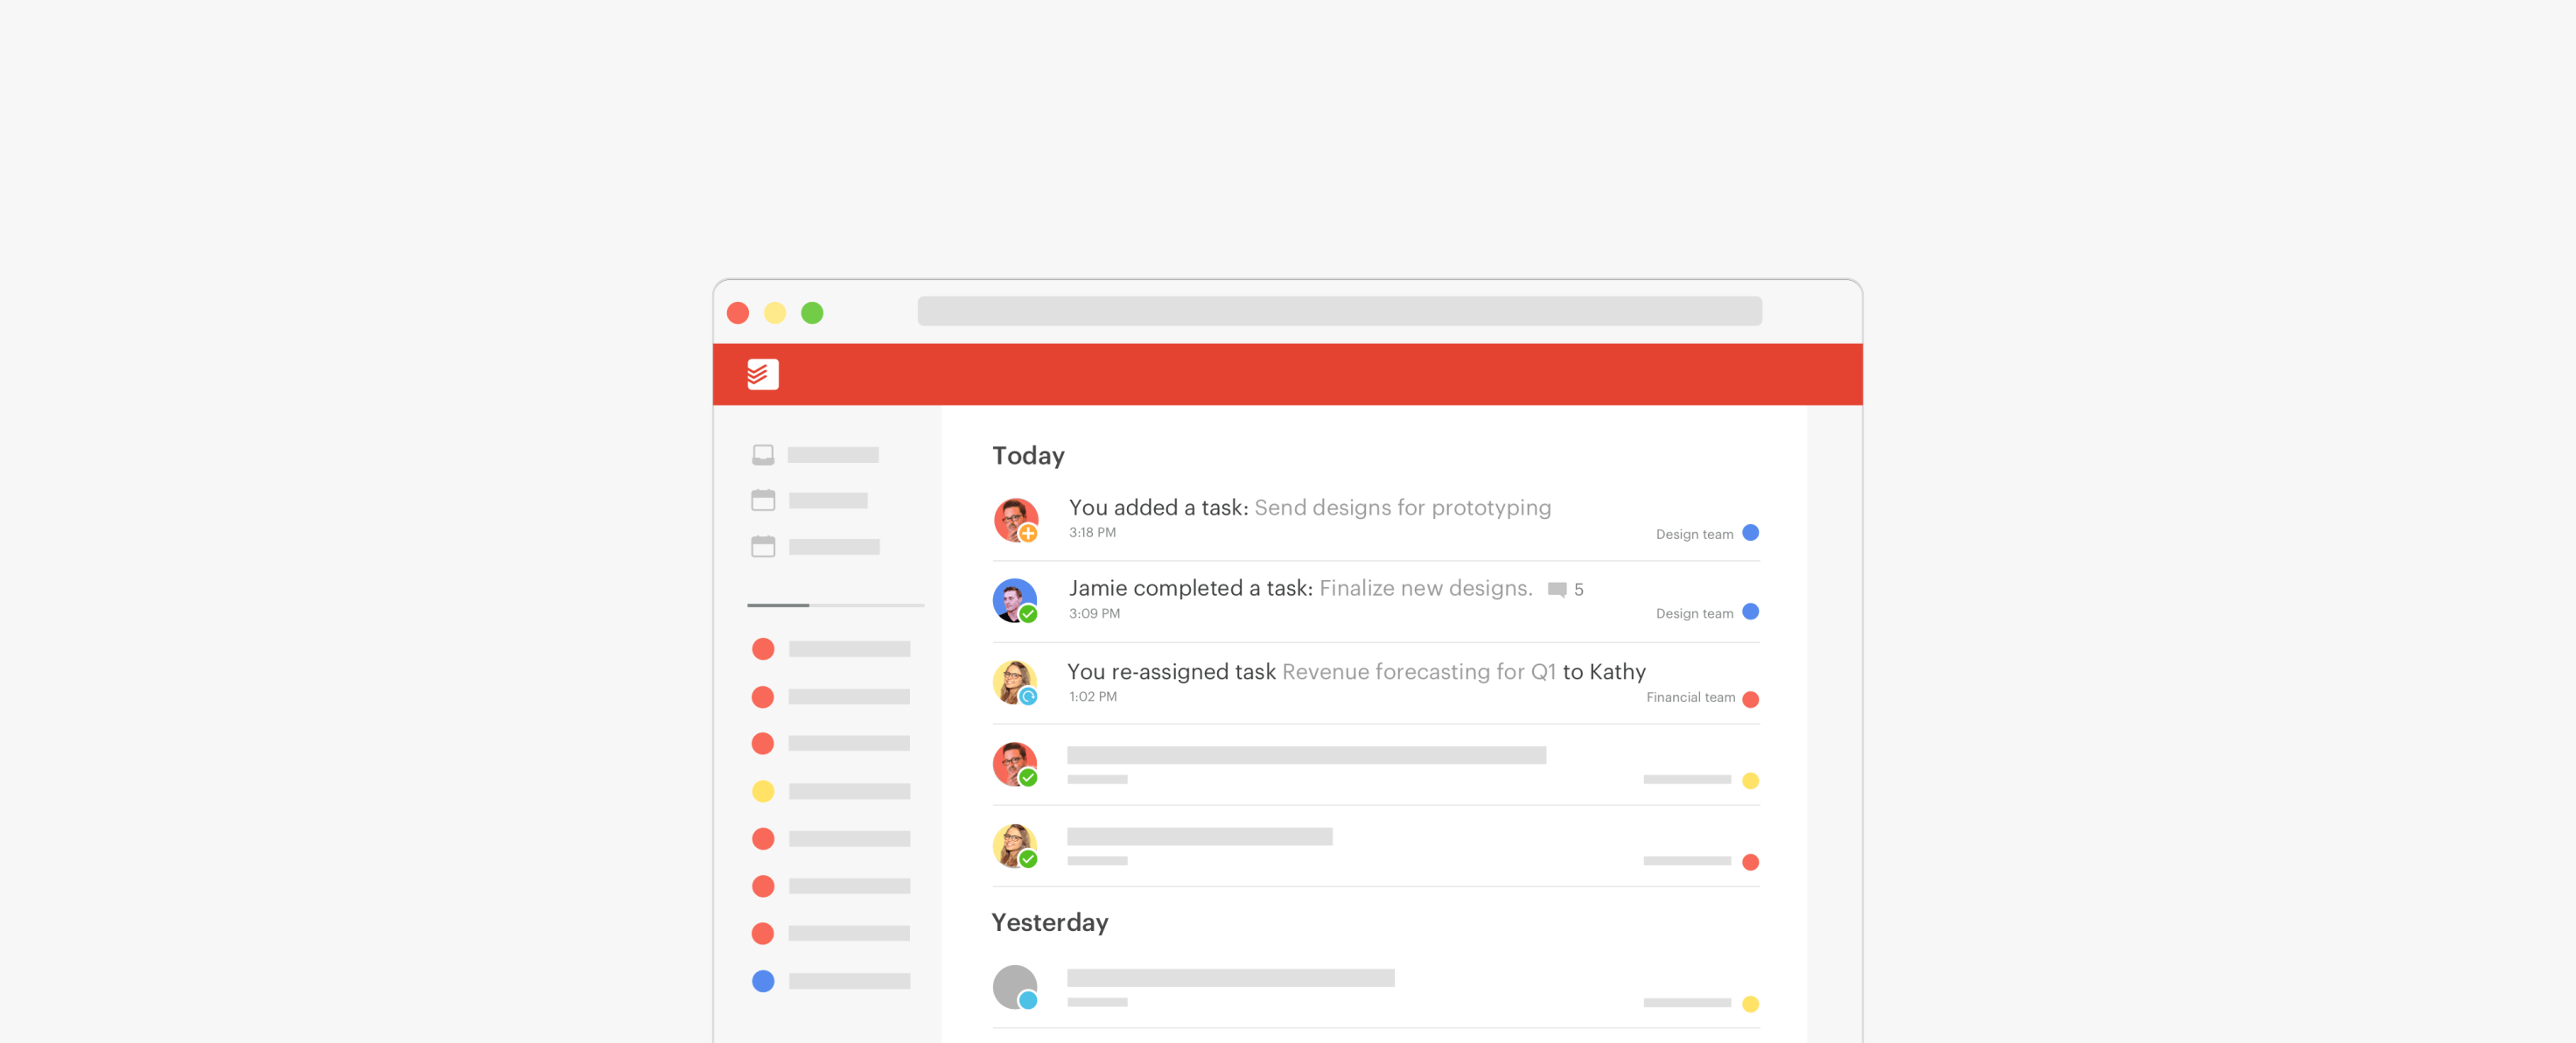 Today
You added a task: Send designs for prototyping
3:18 PM
Design team
Jamie completed a task: Finalize new designs. 5
3:09 PM
Design team
You re-assigned task Revenue forecasting for Q1 to Kathy
1:02 PM
Financial team
Yesterday